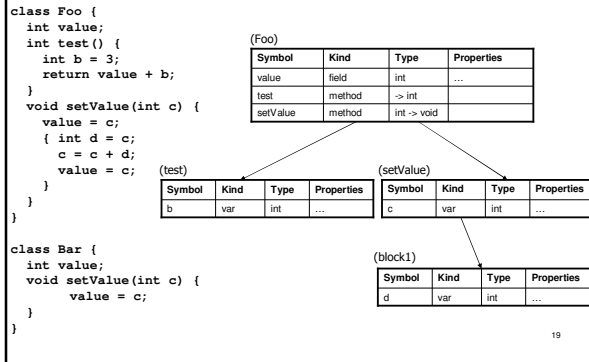 class Foo {
int value;
int test() {
int b = 3;
return value + b;
}
void setValue(int c) {
value = c;
{ int d = c;
c = c + d;
value = c;
}
}
}
class Bar {
int value;
void setValue(int c) {
value = c;
}
}
(Foo)
Symbol Kind Type Properties
value field int ...
test method -> int
setValue method int -> void
(test)
Symbol Kind Type Properties
b var int ...
(setValue)
Symbol Kind Type Properties
c var int ...
(block1)
Symbol Kind Type Properties
d var int ...
19